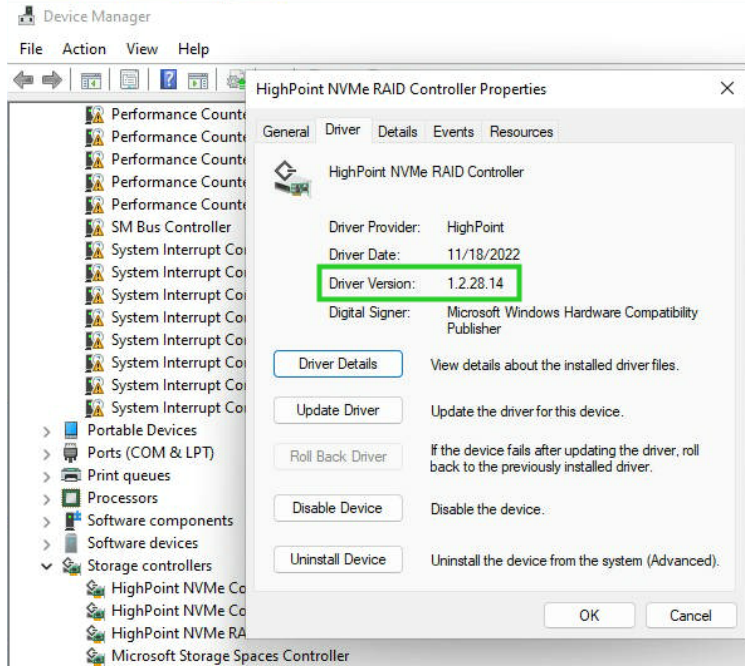 Device Manager
File Action View Help
HighPoint NVMe RAID Controller Properties
General Driver Details Events Resources
HighPoint NVMe RAID Controller
Driver Provider: HighPoint
Driver Date: 11/18/2022
Driver Version: 1.2.28.14
Digital Signer: Microsoft Windows Hardware Compatibility
Publisher
Driver Details View details about the installed driver files.
Update Driver Update the driver for this device.
Roll Back Driver If the device fails after updating the driver, roll
back to the previously installed driver.
Disable Device Disable the device.
Uninstall Device Uninstall the device from the system (Advanced).
OK Cancel
Performance Counte
Performance Counte
Performance Counte
Performance Counte
Performance Counte
SM Bus Controller
System Interrupt Co
System Interrupt Co
System Interrupt Co
System Interrupt Co
System Interrupt Co
System Interrupt Co
System Interrupt Co
System Interrupt Co
Portable Devices
Ports (COM & LPT)
Print queues
Processors
Software components
Software devices
Storage controllers
HighPoint NVMe Co
HighPoint NVMe Co
HighPoint NVMe RA
Microsoft Storage Spaces Controller